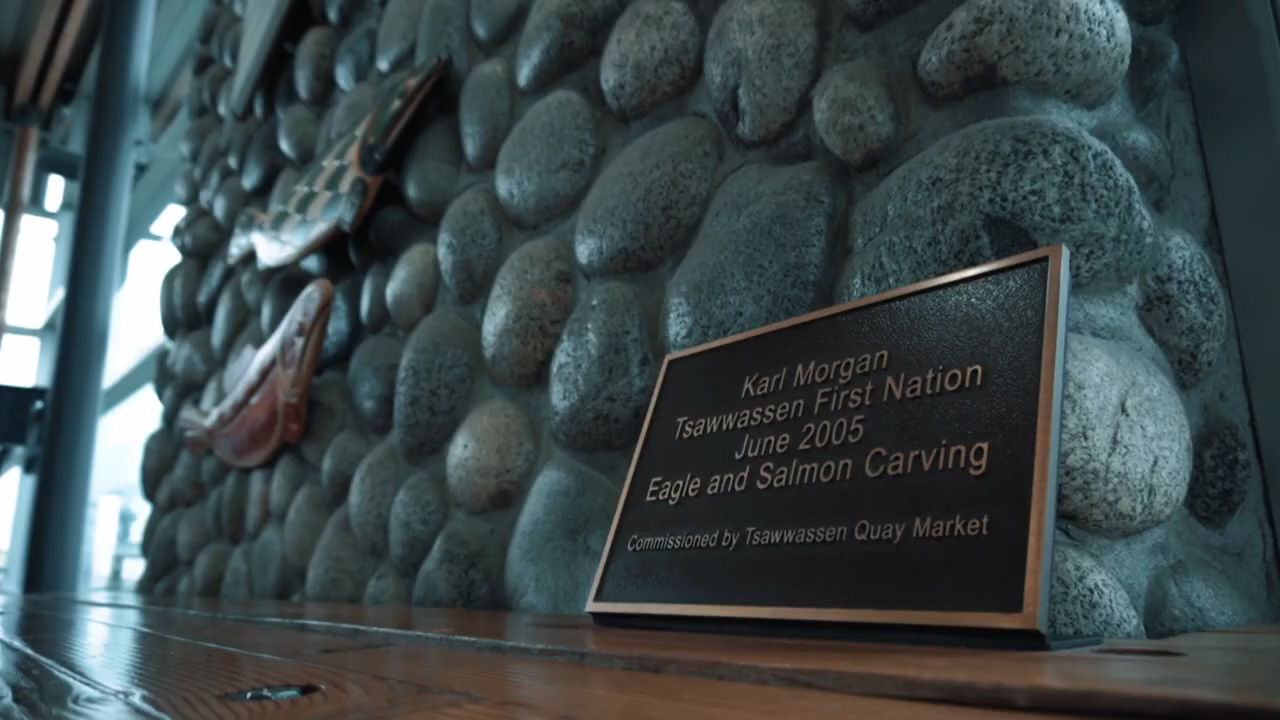 Karl Morgan
Tsawwassen First Nation
June 2005
Eagle and Salmon Carving
Commissioned by Tsawwassen Quay Market